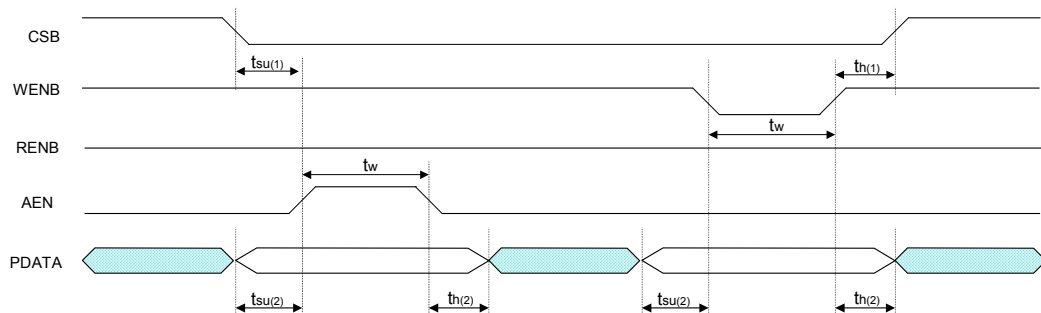 CSB
tsu(1)
th(1)
WENB
tw
RENB
tw
AEN
PDATA
tsu(2)
th(2)
tsu(2)
th(2)